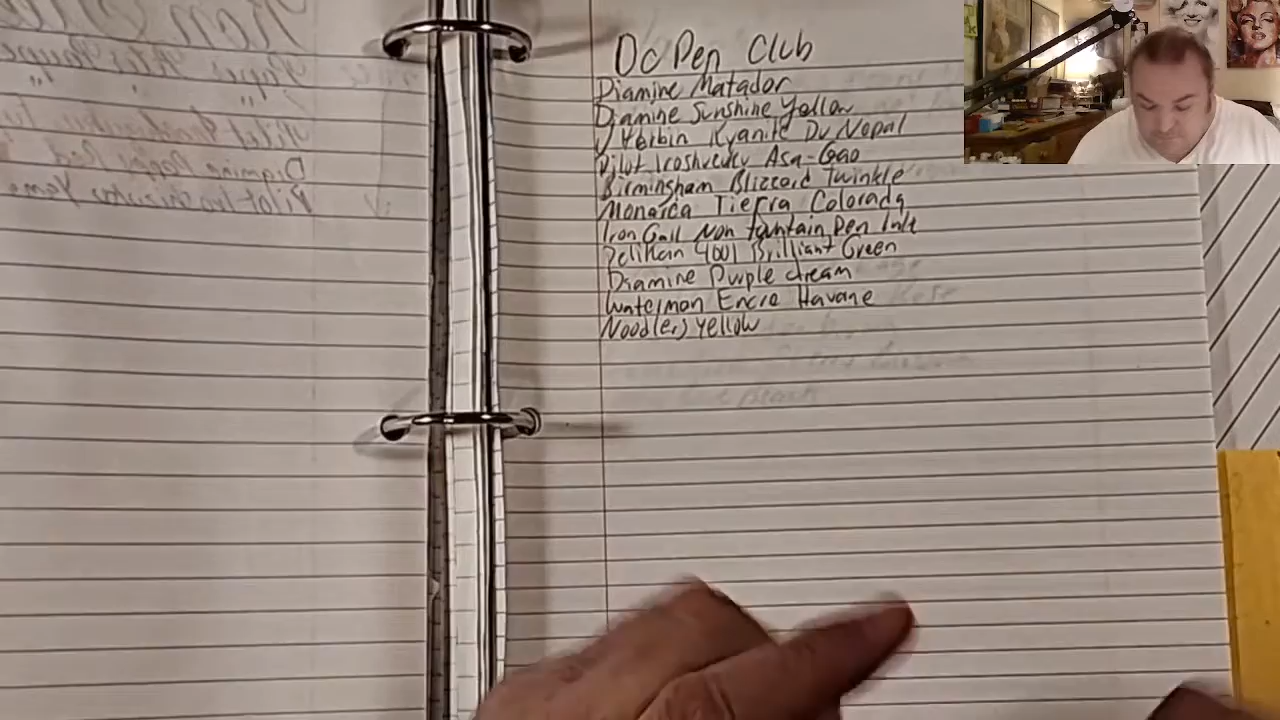 Oc Pen Club
Diamine Matador
Diamine Sunshine Yellow
J Herbin Kyanite Du Nepal
Pilot Iroshizuku Asa-Gao
Birmingham Blizzard Twinkle
Monarca Tierra Colorada
Iron Gall Non fountain Pen Ink
Pelikan 4001 Brilliant Green
Diamine Purple dream
Waterman Encre Havane
Noodlers Yellow